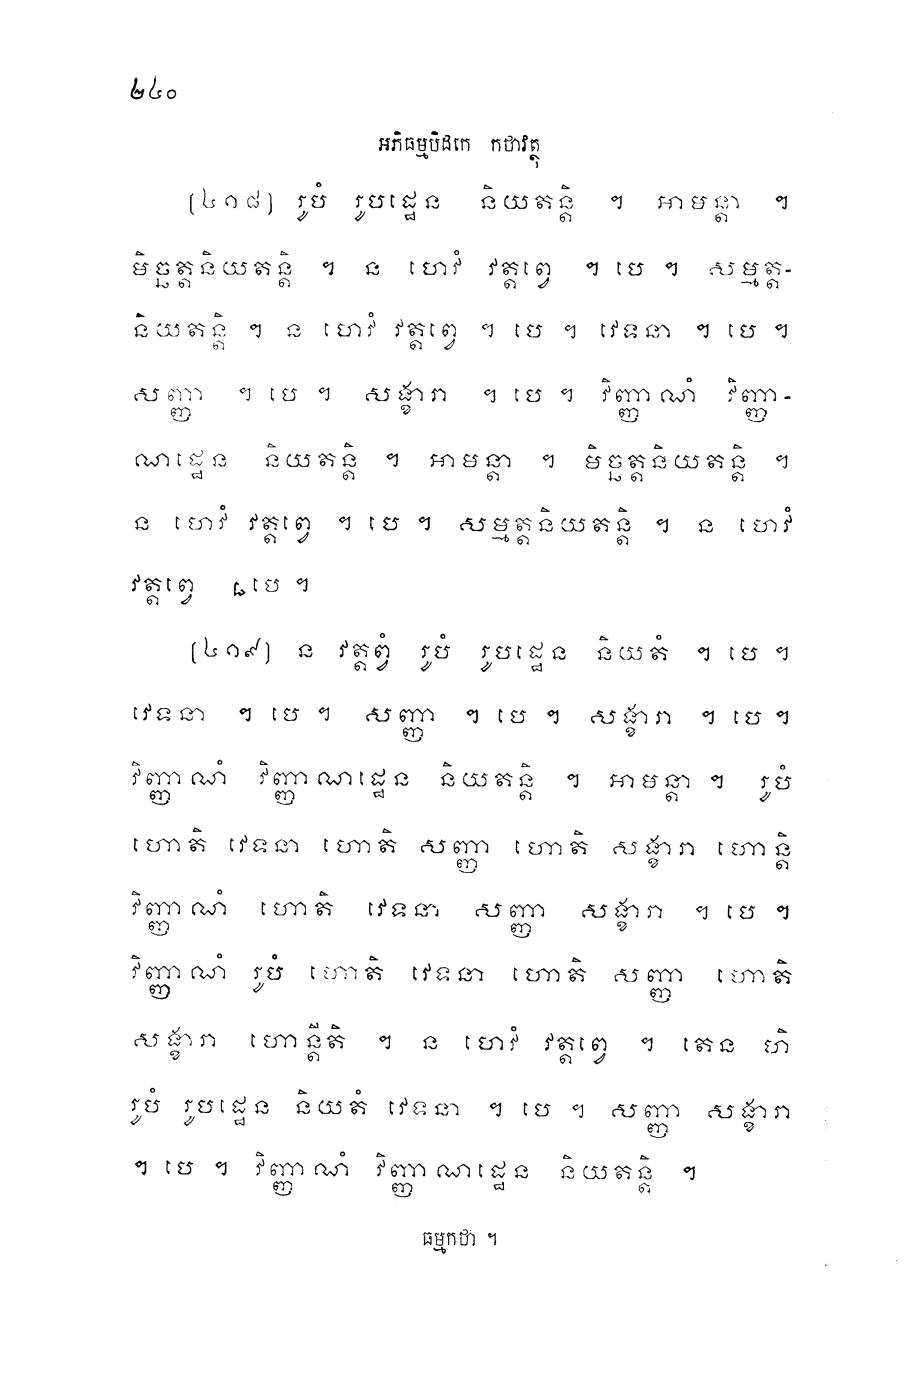 ២៤០
អភិធម្មបិដកេ កថាវត្ថុ
(៤១៨) រូបំ រូបដ្ឋេន និយតន្តិ ។ អាមន្តា ។
មិច្ឆត្តនិយតន្តិ ។ ន ហេវំ វត្តព្វេ ។ បេ ។ សម្មត្ត-
និយតន្តិ ។ ន ហេវំ វត្តព្វេ ។ បេ ។ វេទនា ។ បេ ។
សញ្ញា ។ បេ ។ សង្ខារា ។ បេ ។ វិញ្ញាណំ វិញ្ញា-
ណដ្ឋេន និយតន្តិ ។ អាមន្តា ។ មិច្ឆត្តនិយតន្តិ ។
ន ហេវំ វត្តព្វេ ។ បេ ។ សម្មត្តនិយតន្តិ ។ ន ហេវំ
វត្តព្វេ ។ បេ ។
(៤១៩) ន វត្តព្វំ រូបំ រូបដ្ឋេន និយតំ ។ បេ ។
វេទនា ។ បេ ។ សញ្ញា ។ បេ ។ សង្ខារា ។ បេ ។
វិញ្ញាណំ វិញ្ញាណដ្ឋេន និយតន្តិ ។ អាមន្តា ។ រូបំ
ហោតិ វេទនា ហោតិ សញ្ញា ហោតិ សង្ខារា ហោន្តិ
វិញ្ញាណំ ហោតិ វេទនា សញ្ញា សង្ខារា ។ បេ ។
វិញ្ញាណំ រូបំ ហោតិ វេទនា ហោតិ សញ្ញា ហោតិ
សង្ខារា ហោន្តីតិ ។ ន ហេវំ វត្តព្វេ ។ តេន ហិ
រូបំ រូបដ្ឋេន និយតំ វេទនា ។ បេ ។ សញ្ញា សង្ខារា
។ បេ ។ វិញ្ញាណំ វិញ្ញាណដ្ឋេន និយតន្តិ ។
ធម្មកថា ។